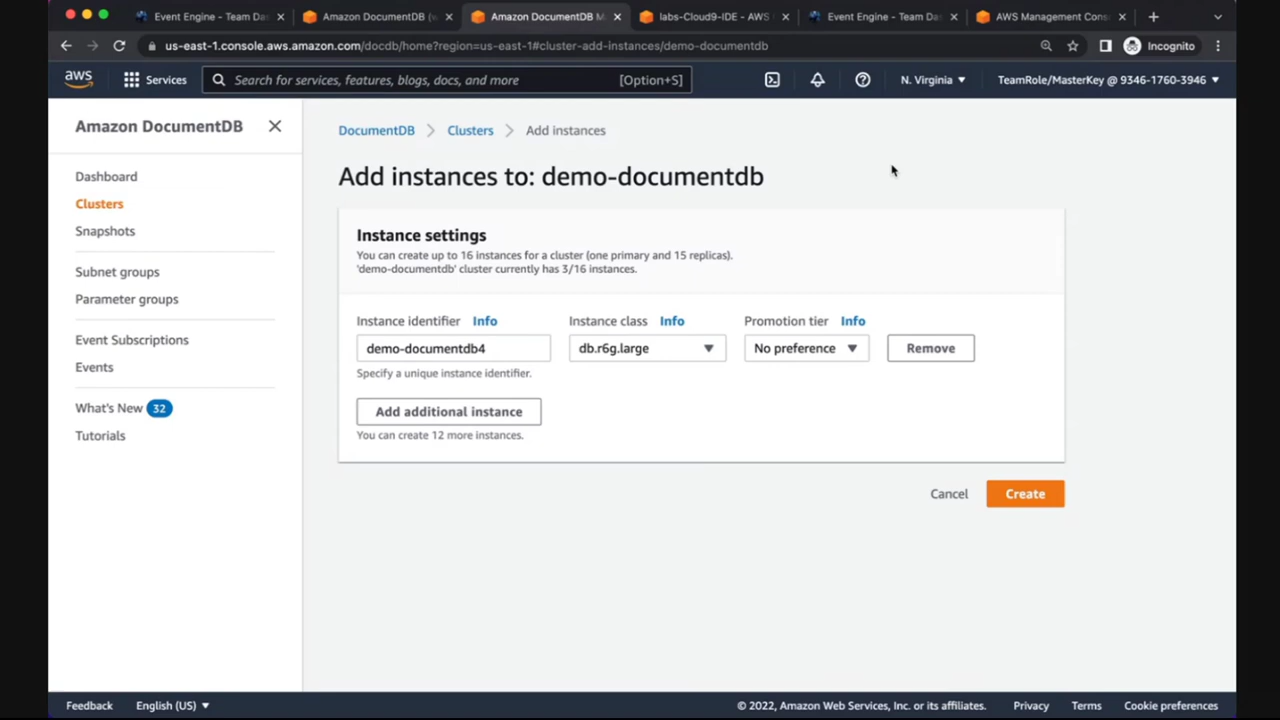 Event Engine - Team Da
Amazon DocumentDB (w
Amazon DocumentDB M
labs-Cloud9-IDE - AWS
Event Engine - Team Da
AWS Management Cons
us-east-1.console.aws.amazon.com/docdb/home?region=us-east-1#cluster-add-instances/demo-documentdb
Incognito
aws
Services
Search for services, features, blogs, docs, and more
[Option+S]
N. Virginia
TeamRole/MasterKey @ 9346-1760-3946
Amazon DocumentDB
Dashboard
Clusters
Snapshots
Subnet groups
Parameter groups
Event Subscriptions
Events
What's New 32
Tutorials
DocumentDB > Clusters > Add instances
Add instances to: demo-documentdb
Instance settings
You can create up to 16 instances for a cluster (one primary and 15 replicas).
'demo-documentdb' cluster currently has 3/16 instances.
Instance identifier Info
Instance class Info
Promotion tier Info
demo-documentdb4
db.r6g.large
No preference
Remove
Specify a unique instance identifier.
Add additional instance
You can create 12 more instances.
Cancel
Create
Feedback
English (US)
© 2022, Amazon Web Services, Inc. or its affiliates.
Privacy
Terms
Cookie preferences